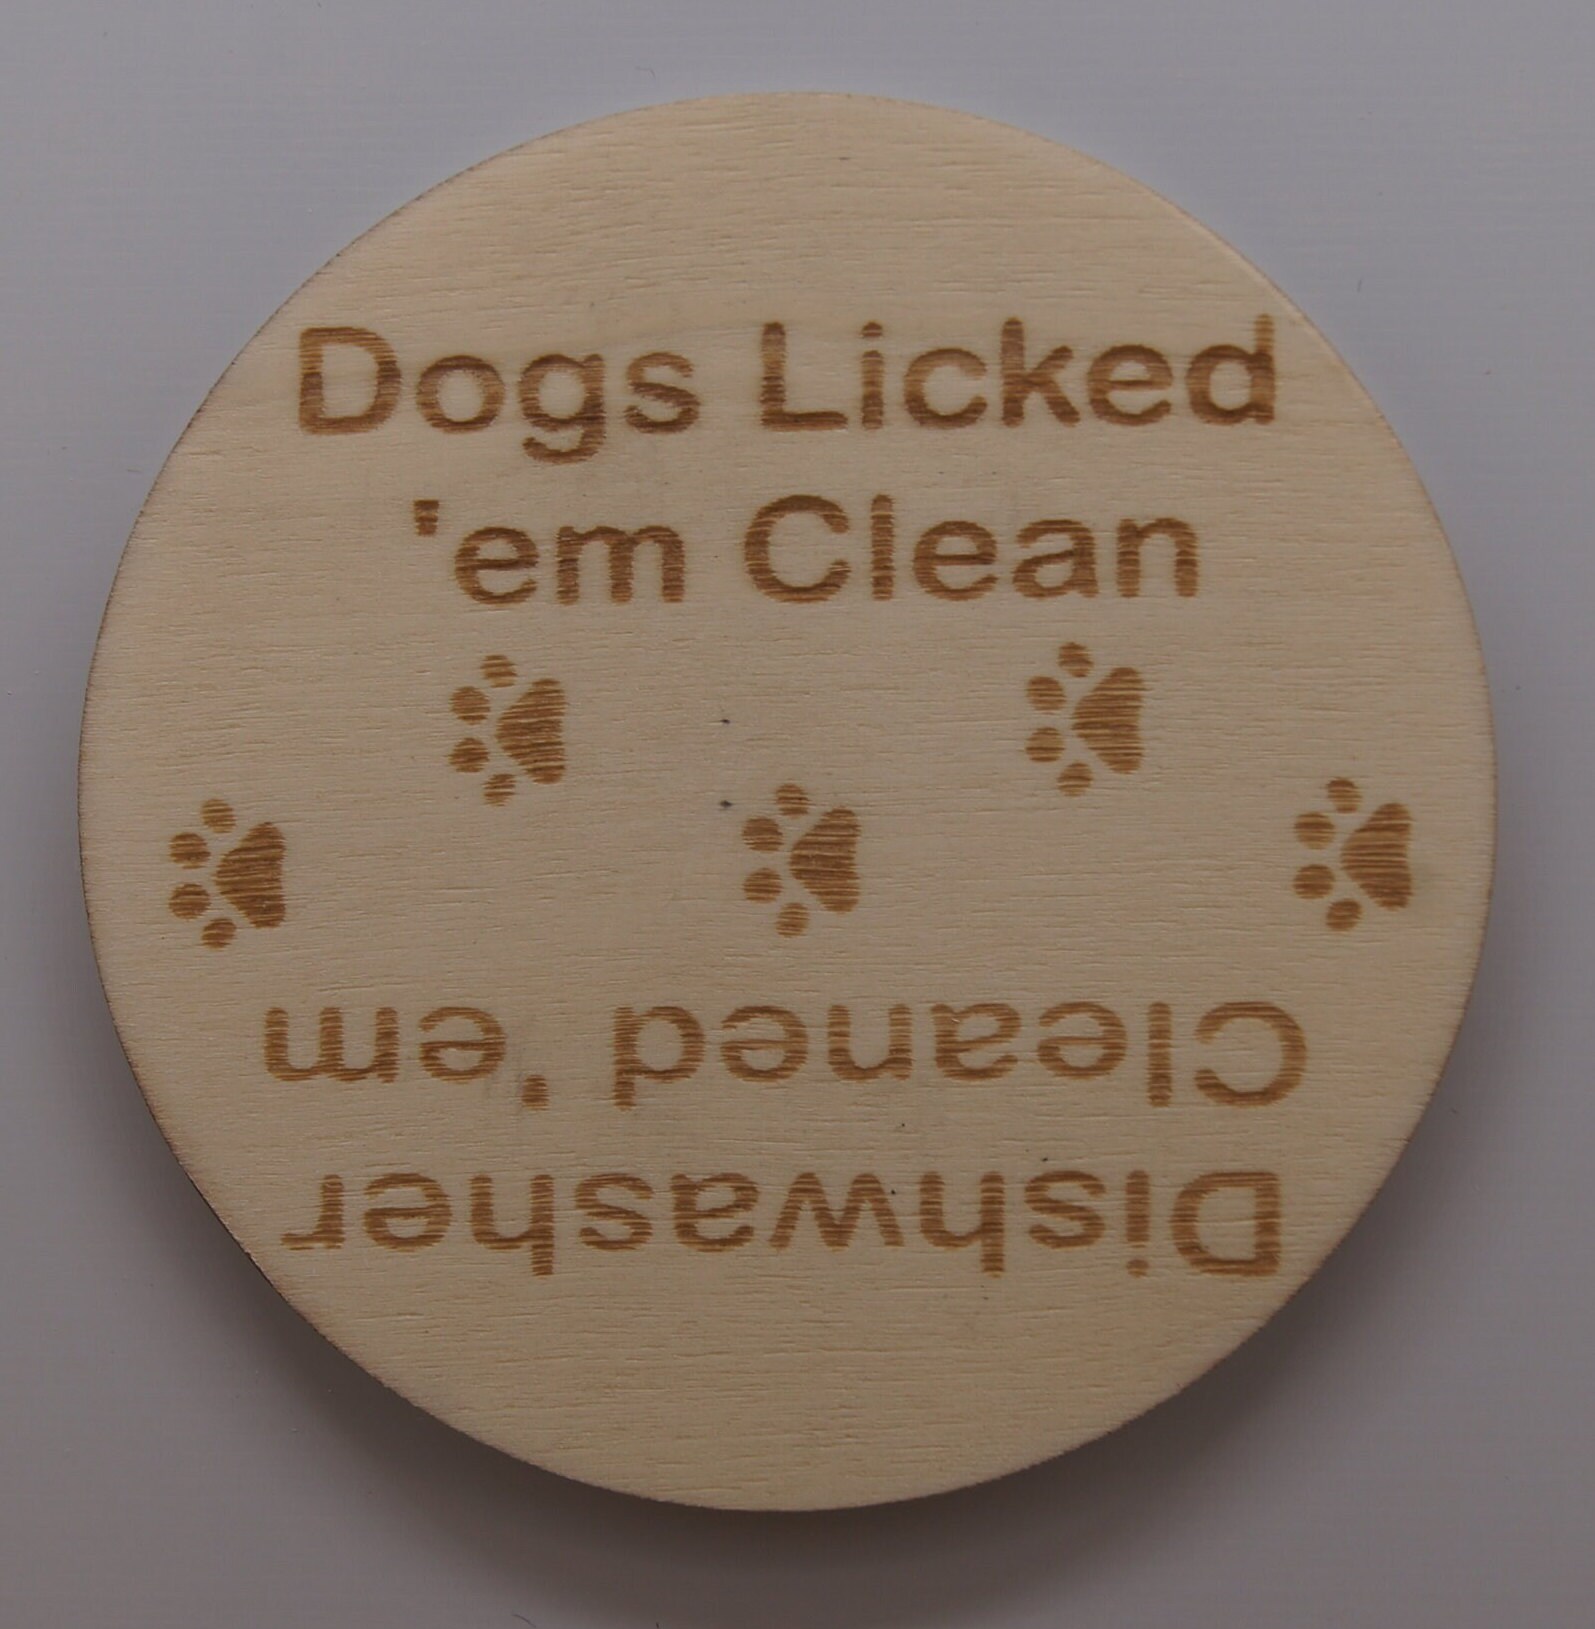 Dogs Licked
'em Clean
Dishwasher
Cleaned 'em